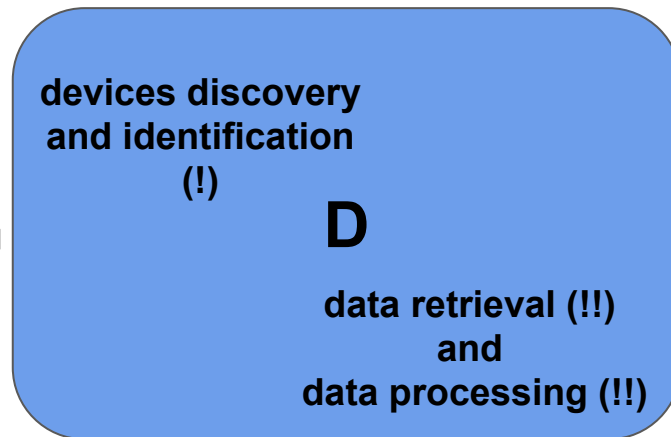 devices discovery
and identification
(!)
D
data retrieval (!!)
and
data processing (!!)